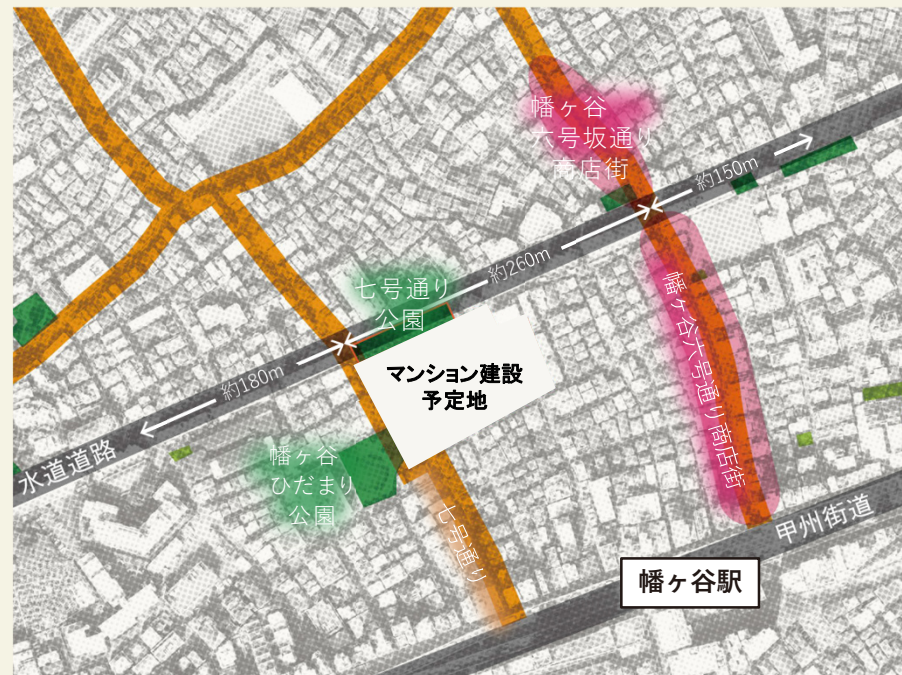 幡ヶ谷
六号坂通り
商店街
約150m
約260m
七号通り
公園
マンション建設
予定地
約180m
水道道路
幡ヶ谷
ひだまり
公園
七号通り
幡ヶ谷六号通り商店街
甲州街道
幡ヶ谷駅